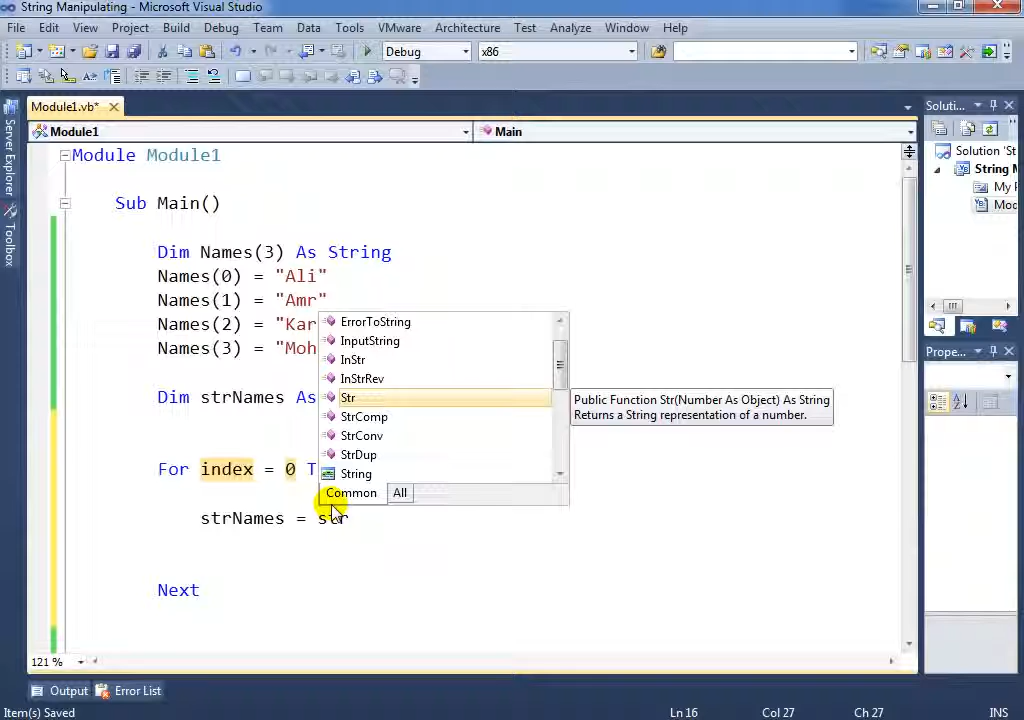 String Manipulating - Microsoft Visual Studio
File Edit View Project Build Debug Team Data Tools VMware Architecture Test Analyze Window Help
Debug x86
Module1.vb*
Soluti...
Module1 Main
Server Explorer
Toolbox
Solution 'St
String M
My P
Mod
Module Module1
Sub Main()
Dim Names(3) As String
Names(0) = "Ali"
Names(1) = "Amr"
Names(2) = "Kar
Names(3) = "Moh
Dim strNames As
For index = 0 T
strNames = str
Next
ErrorToString
InputString
InStr
InStrRev
Str
StrComp
StrConv
StrDup
String
Common All
Public Function Str(Number As Object) As String
Returns a String representation of a number.
Prope...
121 %
Output Error List
Item(s) Saved Ln 16 Col 27 Ch 27 INS